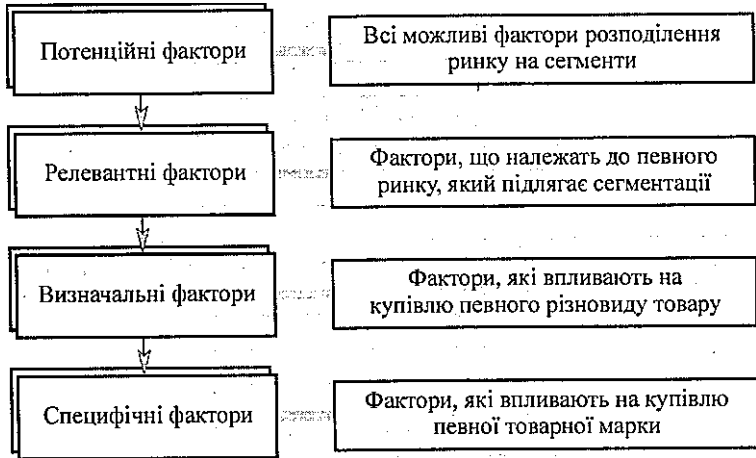 Потенційні фактори
Всі можливі фактори розподілення
ринку на сегменти
Релевантні фактори
Фактори, що належать до певного
ринку, який підлягає сегментації
Визначальні фактори
Фактори, які впливають на
купівлю певного різновиду товару
Специфічні фактори
Фактори, які впливають на купівлю
певної товарної марки